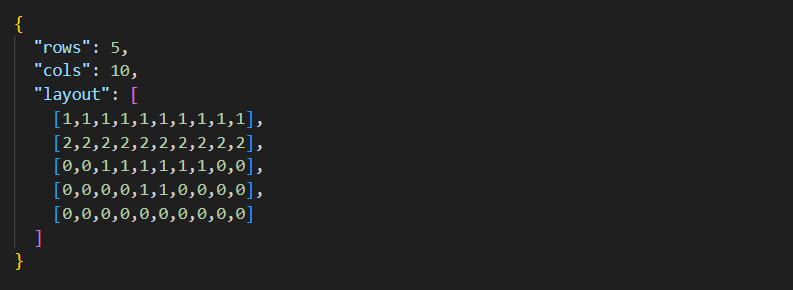 {
"rows": 5,
"cols": 10,
"layout": [
[1,1,1,1,1,1,1,1,1,1],
[2,2,2,2,2,2,2,2,2,2],
[0,0,1,1,1,1,1,1,0,0],
[0,0,0,0,1,1,0,0,0,0],
[0,0,0,0,0,0,0,0,0,0]
]
}